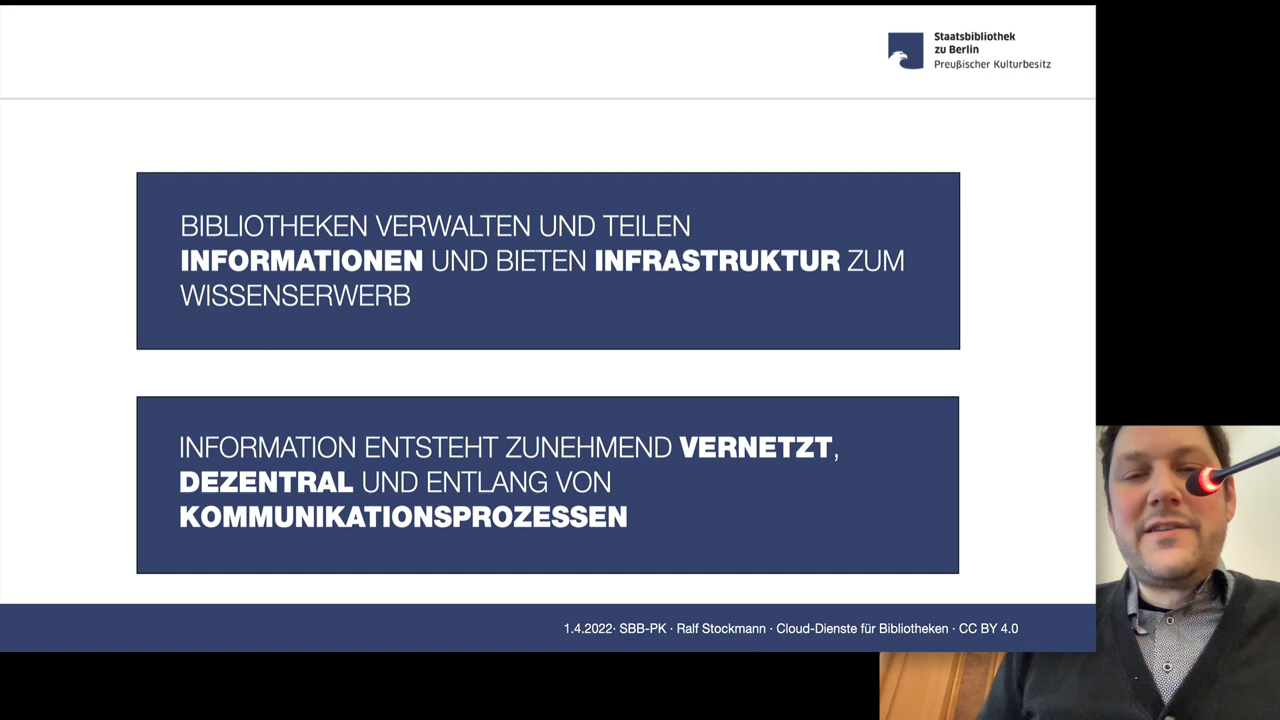 Staatsbibliothek
zu Berlin
Preußischer Kulturbesitz
BIBLIOTHEKEN VERWALTEN UND TEILEN
INFORMATIONEN UND BIETEN INFRASTRUKTUR ZUM
WISSENSERWERB
INFORMATION ENTSTEHT ZUNEHMEND VERNETZT,
DEZENTRAL UND ENTLANG VON
KOMMUNIKATIONSPROZESSEN
1.4.2022· SBB-PK · Ralf Stockmann · Cloud-Dienste für Bibliotheken · CC BY 4.0